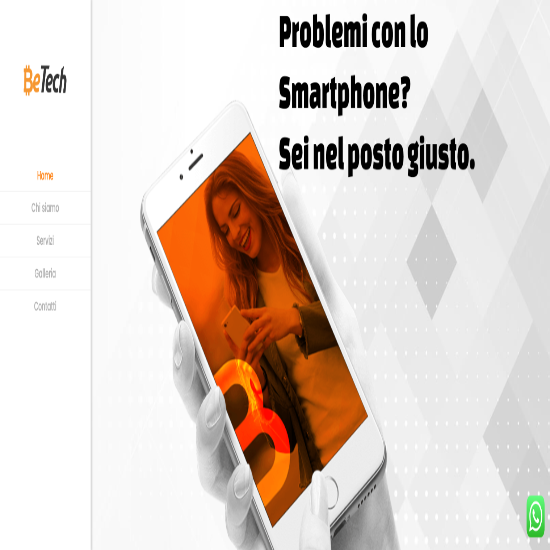 BeTech
Home
Chi siamo
Servizi
Galleria
Contatti
Problemi con lo
Smartphone?
Sei nel posto giusto.